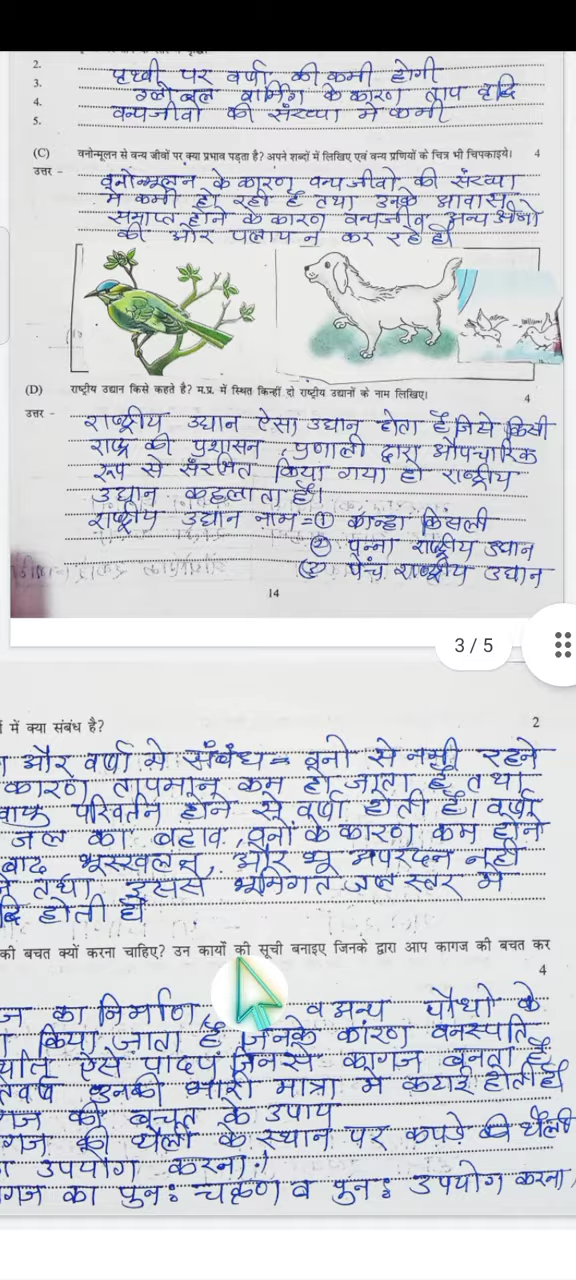 2.
3. पृथ्वी पर वर्षा की कमी होगी
4. ग्लोबल वार्मिंग के कारण ताप वृद्धि
5. वन्यजीवो की संख्या मे कमी
(C) वनोन्मूलन से वन्य जीवों पर क्या प्रभाव पड़ता है? अपने शब्दों में लिखिए एवं वन्य प्रणियों के चित्र भी चिपकाइये। 4
उत्तर - वनोन्मूलन के कारण वन्यजीवो की संख्या
मे कमी हो रही है तथा उनके आवास
समाप्त होने के कारण वन्यजीव अन्य क्षेत्रो
की और पलायन कर रहे हो
(D) राष्ट्रीय उद्यान किसे कहते है? म.प्र. में स्थित किन्हीं दो राष्ट्रीय उद्यानों के नाम लिखिए। 4
उत्तर - राष्ट्रीय उद्यान ऐसा उद्यान होता है जिसे किसी
राष्ट्र की प्रशासन प्रणाली द्वारा औपचारिक
रूप से संरक्षित किया गया हो राष्ट्रीय
उद्यान कहलाता है।
राष्ट्रीय उद्यान नाम = ① कान्हा किसली
② पन्ना राष्ट्रीय उद्यान
③ पेंच राष्ट्रीय उद्यान
14
3 / 5
में क्या संबंध है? 2
और वर्षा मे संबंध = वनो से नमी रहने
कारण तापमान कम हो जाता है तथा
वायु परिवर्तन होने से वर्षा होती है। वर्षा
जल का बहाव वनों के कारण कम होने
बाद भूस्खलन, और भू अपरदन नही
तथा इससे भूमिगत जल स्तर मे
होती हो
की बचत क्यों करना चाहिए? उन कार्यों की सूची बनाइए जिनके द्वारा आप कागज की बचत कर
4
का निर्माण, व अन्य पौधो के
किया जाता है जिनके कारण वनस्पति
ऐसे पादप जिनसे कागज बनता है
उनकी भारी मात्रा मे कटाई होती हो
की बचत के उपाय
की थैली के स्थान पर कपड़े की थैली
उपयोग करना।
का पुनः चक्रण व पुनः उपयोग करना,